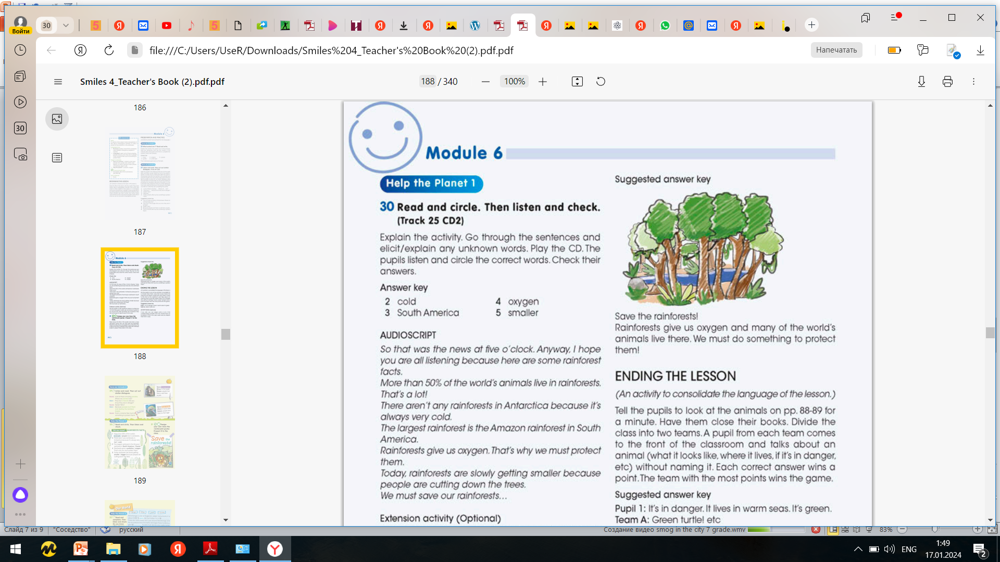 30
Войти
file:///C:/Users/UseR/Downloads/Smiles%204_Teacher's%20Book%20(2).pdf.pdf
Напечатать
Smiles 4_Teacher's Book (2).pdf.pdf
188 / 340
100%
30
186
187
188
189
Module 6
Help the Planet 1
30 Read and circle. Then listen and check.
(Track 25 CD2)
Explain the activity. Go through the sentences and
elicit/explain any unknown words. Play the CD. The
pupils listen and circle the correct words. Check their
answers.
Answer key
2 cold 4 oxygen
3 South America 5 smaller
AUDIOSCRIPT
So that was the news at five o'clock. Anyway, I hope
you are all listening because here are some rainforest
facts.
More than 50% of the world's animals live in rainforests.
That's a lot!
There aren't any rainforests in Antarctica because it's
always very cold.
The largest rainforest is the Amazon rainforest in South
America.
Rainforests give us oxygen. That's why we must protect
them.
Today, rainforests are slowly getting smaller because
people are cutting down the trees.
We must save our rainforests...
Extension activity (Optional)
Suggested answer key
Save the rainforests!
Rainforests give us oxygen and many of the world's
animals live there. We must do something to protect
them!
ENDING THE LESSON
(An activity to consolidate the language of the lesson.)
Tell the pupils to look at the animals on pp. 88-89 for
a minute. Have them close their books. Divide the
class into two teams. A pupil from each team comes
to the front of the classroom and talks about an
animal (what it looks like, where it lives, if it's in danger,
etc) without naming it. Each correct answer wins a
point. The team with the most points wins the game.
Suggested answer key
Pupil 1: It's in danger. It lives in warm seas. It's green.
Team A: Green turtle! etc
Слайд 7 из 9
"Соседство"
русский
Создание видео smog in the city 7 grade.wmv
83%
ENG
1:49
17.01.2024
2